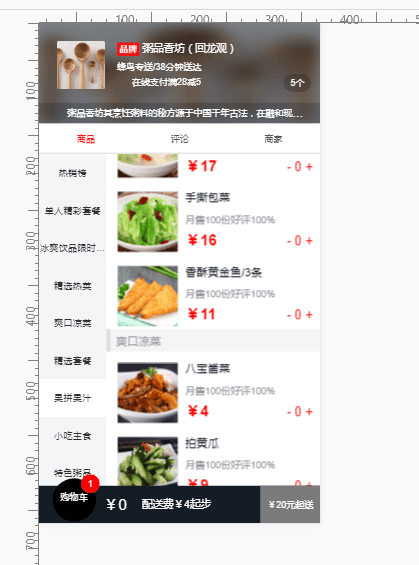 100
200
300
400
品牌 粥品香坊（回龙观）
蜂鸟专送/38分钟送达
在线支付满28减5
5个
粥品香坊其烹饪粥料的秘方源于中国千年古法，在融和现...
商品
评论
商家
热销榜
单人精彩套餐
冰爽饮品限时...
精选热菜
爽口凉菜
精选套餐
果拼果汁
小吃主食
特色粥品
￥17
- 0 +
手撕包菜
月售100份好评100%
￥16
- 0 +
香酥黄金鱼/3条
月售100份好评100%
￥11
- 0 +
爽口凉菜
八宝酱菜
月售100份好评100%
￥4
- 0 +
拍黄瓜
月售100份好评100%
￥9
- 0 +
购物车
1
￥0
配送费￥4起步
￥20元起送
100
200
300
400
500
600
700